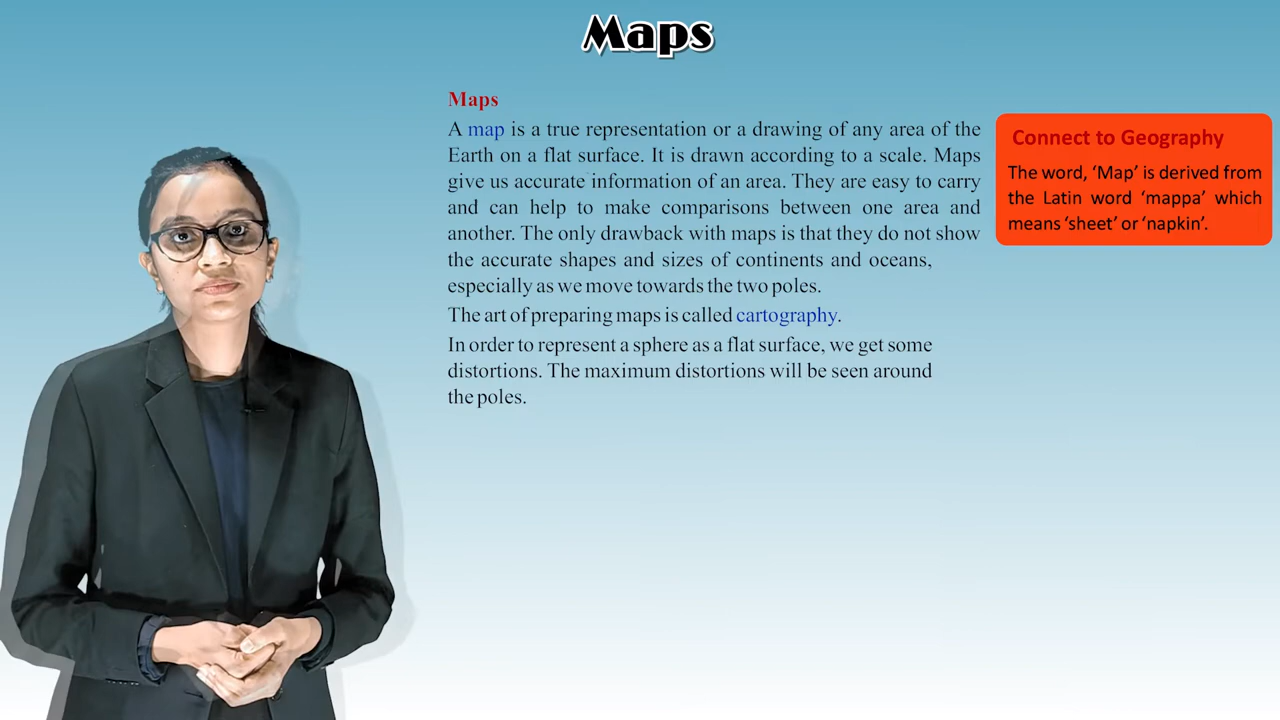 Maps
Maps
A map is a true representation or a drawing of any area of the
Earth on a flat surface. It is drawn according to a scale. Maps
give us accurate information of an area. They are easy to carry
and can help to make comparisons between one area and
another. The only drawback with maps is that they do not show
the accurate shapes and sizes of continents and oceans,
especially as we move towards the two poles.
The art of preparing maps is called cartography.
In order to represent a sphere as a flat surface, we get some
distortions. The maximum distortions will be seen around
the poles.
Connect to Geography
The word, ‘Map’ is derived from
the Latin word ‘mappa’ which
means ‘sheet’ or ‘napkin’.